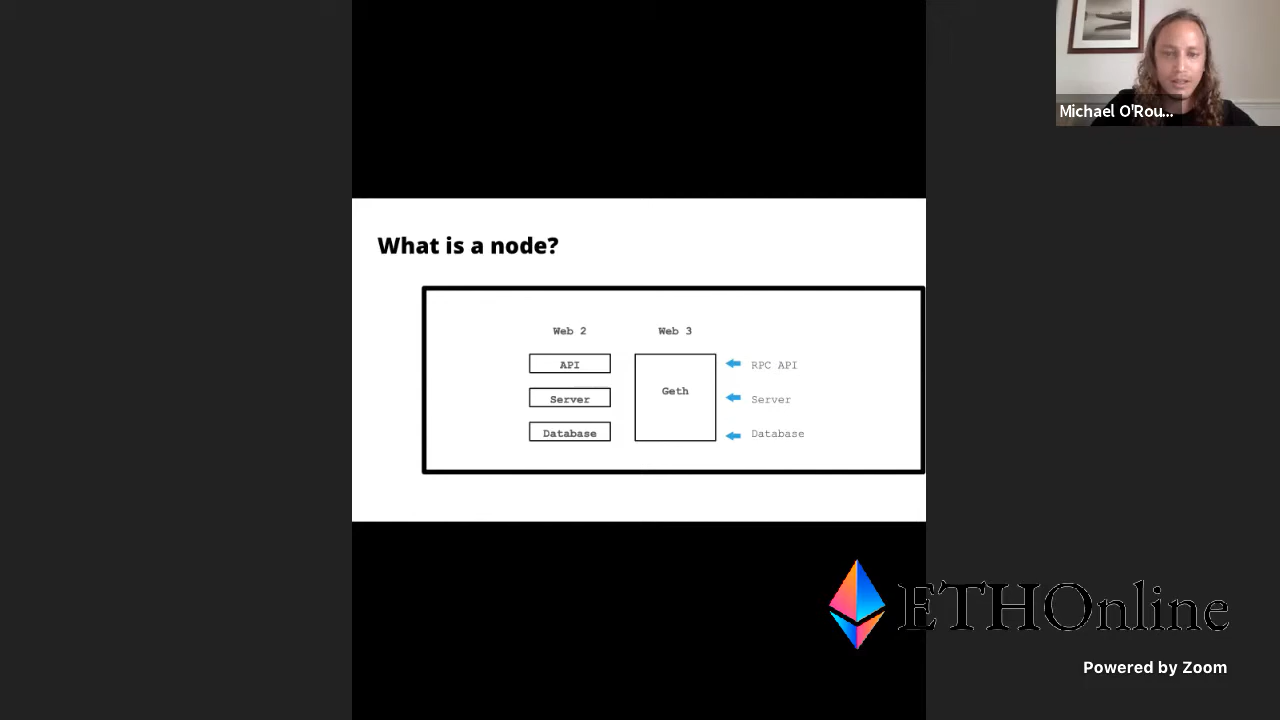 Michael O'Rou...
What is a node?
Web 2 Web 3
API RPC API
Geth
Server Server
Database Database
ETHOnline
Powered by Zoom